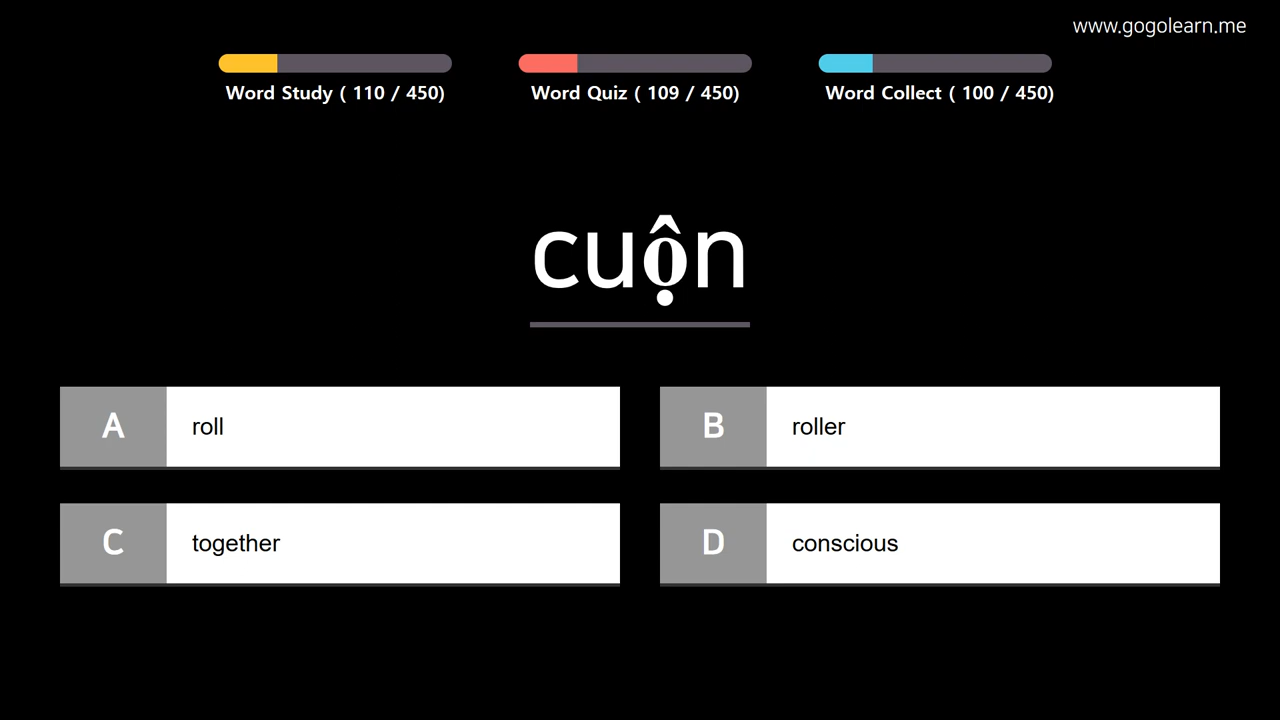 www.gogolearn.me
Word Study ( 110 / 450)
Word Quiz ( 109 / 450)
Word Collect ( 100 / 450)
cuộn
A roll
B roller
C together
D conscious